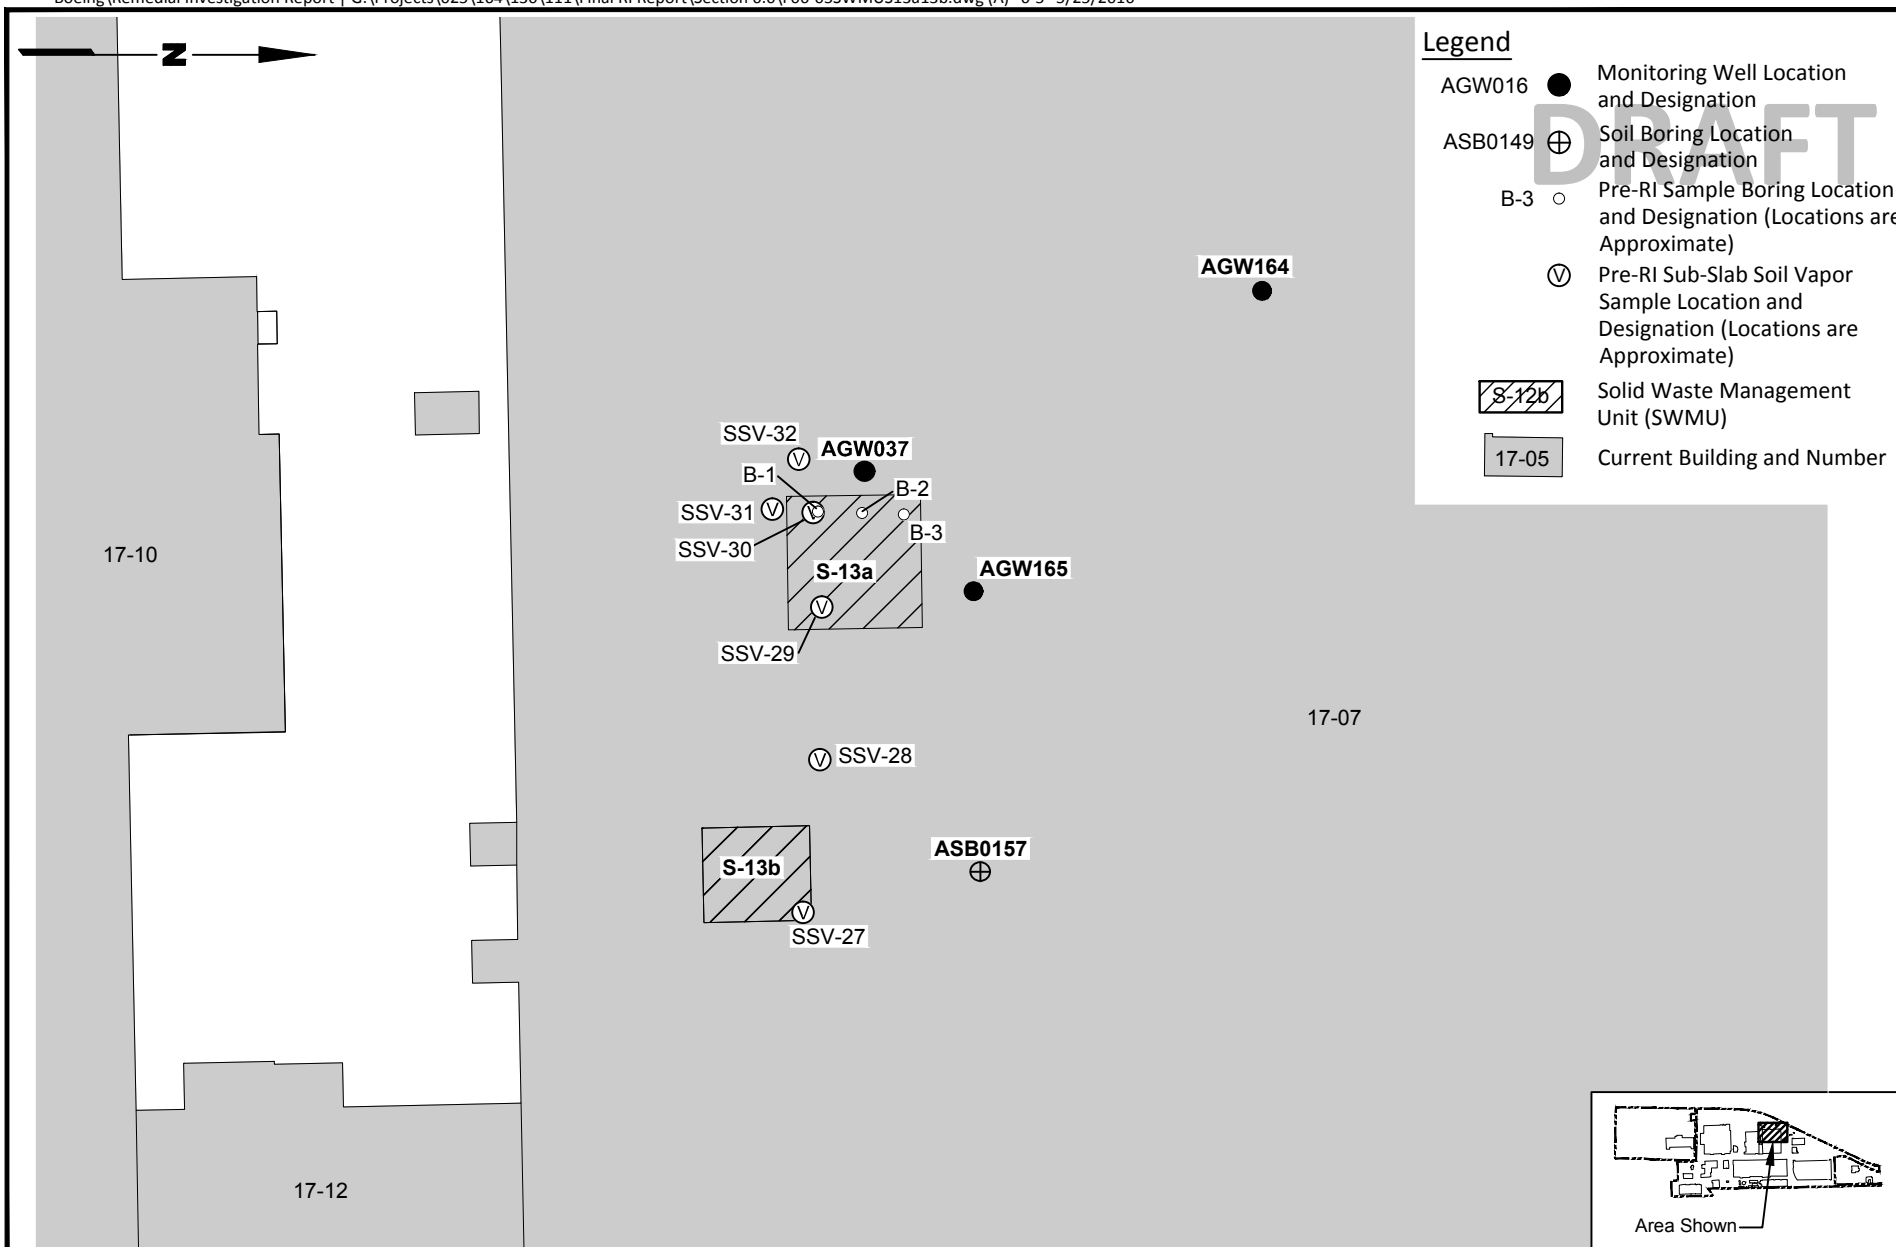 N
Legend
AGW016
Monitoring Well Location
and Designation
DRAFT
ASB0149
Soil Boring Location
and Designation
B-3
Pre-RI Sample Boring Location
and Designation (Locations are
Approximate)
V
Pre-RI Sub-Slab Soil Vapor
Sample Location and
Designation (Locations are
Approximate)
S-12b
Solid Waste Management
Unit (SWMU)
17-05
Current Building and Number
AGW164
SSV-32
V
AGW037
B-1
B-2
SSV-31
V
V
B-3
SSV-30
17-10
S-13a
AGW165
V
SSV-29
17-07
V
SSV-28
S-13b
ASB0157
V
SSV-27
17-12
Area Shown